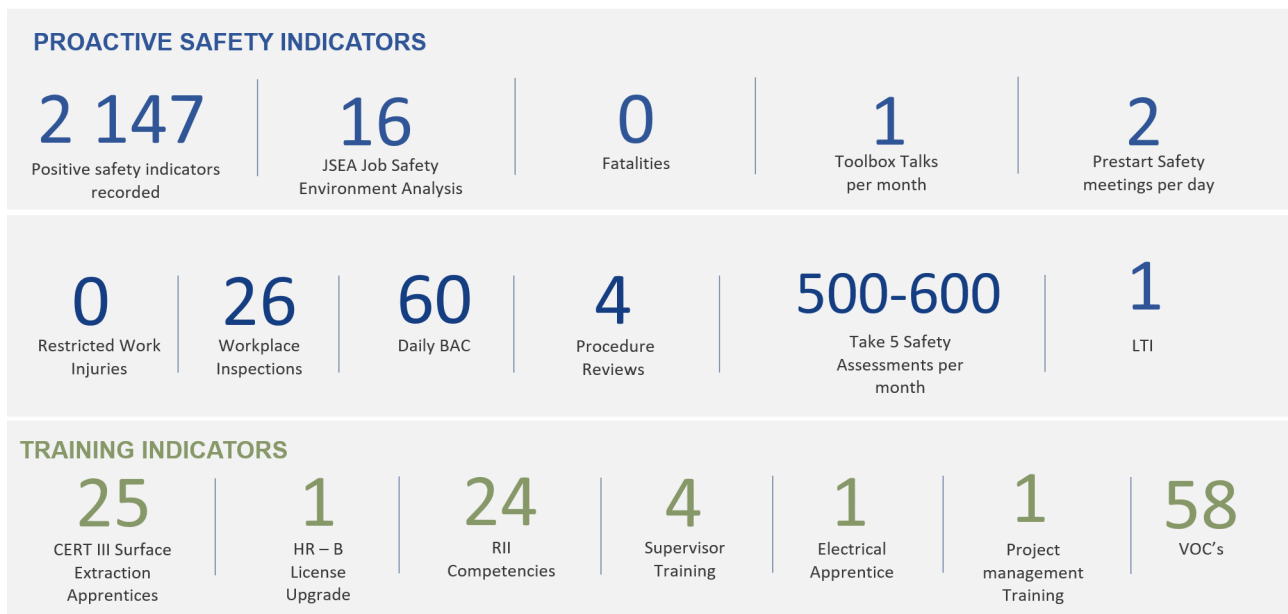 PROACTIVE SAFETY INDICATORS
2 147
Positive safety indicators
recorded
16
JSEA Job Safety
Environment Analysis
0
Fatalities
1
Toolbox Talks
per month
2
Prestart Safety
meetings per day
0
Restricted Work
Injuries
26
Workplace
Inspections
60
Daily BAC
4
Procedure
Reviews
500-600
Take 5 Safety
Assessments per
month
1
LTI
TRAINING INDICATORS
25
CERT III Surface
Extraction
Apprentices
1
HR – B
License
Upgrade
24
RII
Competencies
4
Supervisor
Training
1
Electrical
Apprentice
1
Project
management
Training
58
VOC's